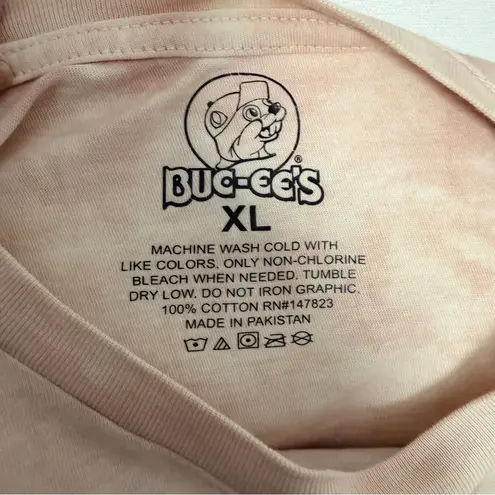 BUC-EE'S®
XL
MACHINE WASH COLD WITH
LIKE COLORS, ONLY NON-CHLORINE
BLEACH WHEN NEEDED. TUMBLE
DRY LOW. DO NOT IRON GRAPHIC.
100% COTTON RN#147823
MADE IN PAKISTAN